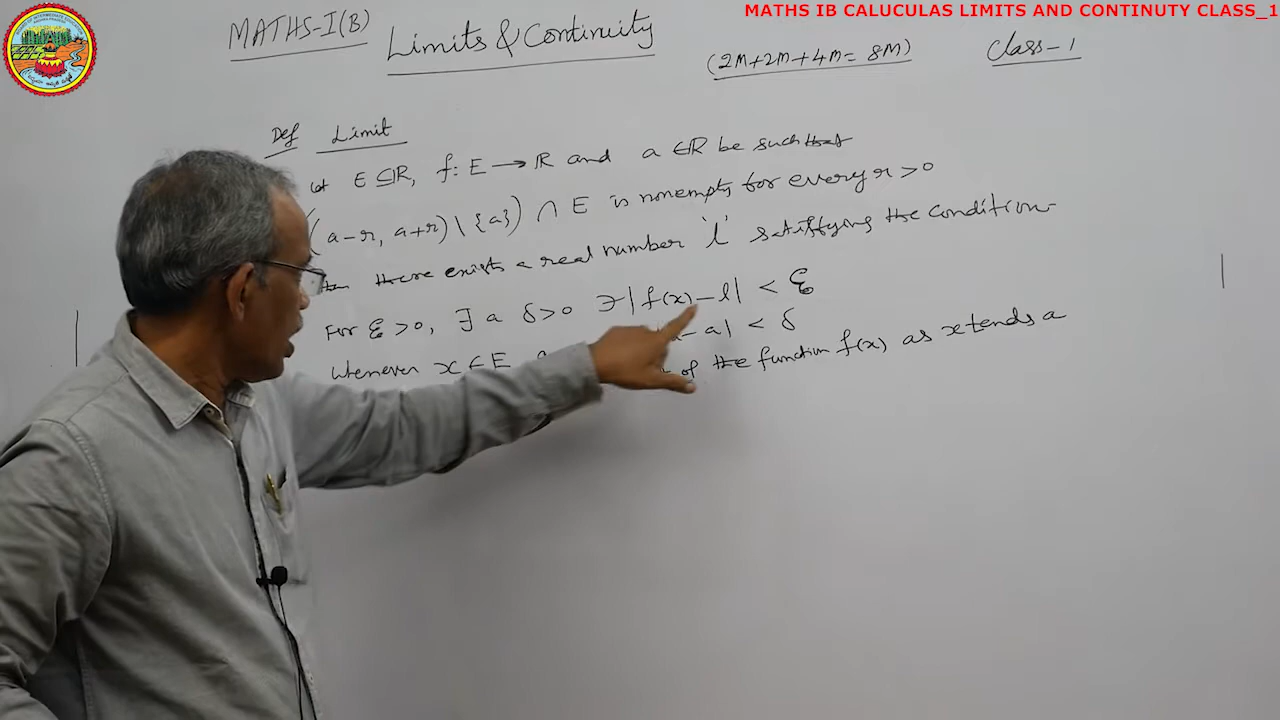 MATHS IB CALUCULAS LIMITS AND CONTINUTY CLASS_1
MATHS-I(B) Limits & Continuity (2M+2M+4M= 8M) Class-1
Def Limit
let E ⊆ R, f: E → R and a ∈ R be such that
(a-r, a+r) \ {a}) ∩ E is nonempty for every r > 0
there exists a real number 'l' satisfying the condition
For ε > 0, ∃ a δ > 0 ∋ |f(x) - l| < ε
Whenever x ∈ E - a| < δ
of the function f(x) as x tends a